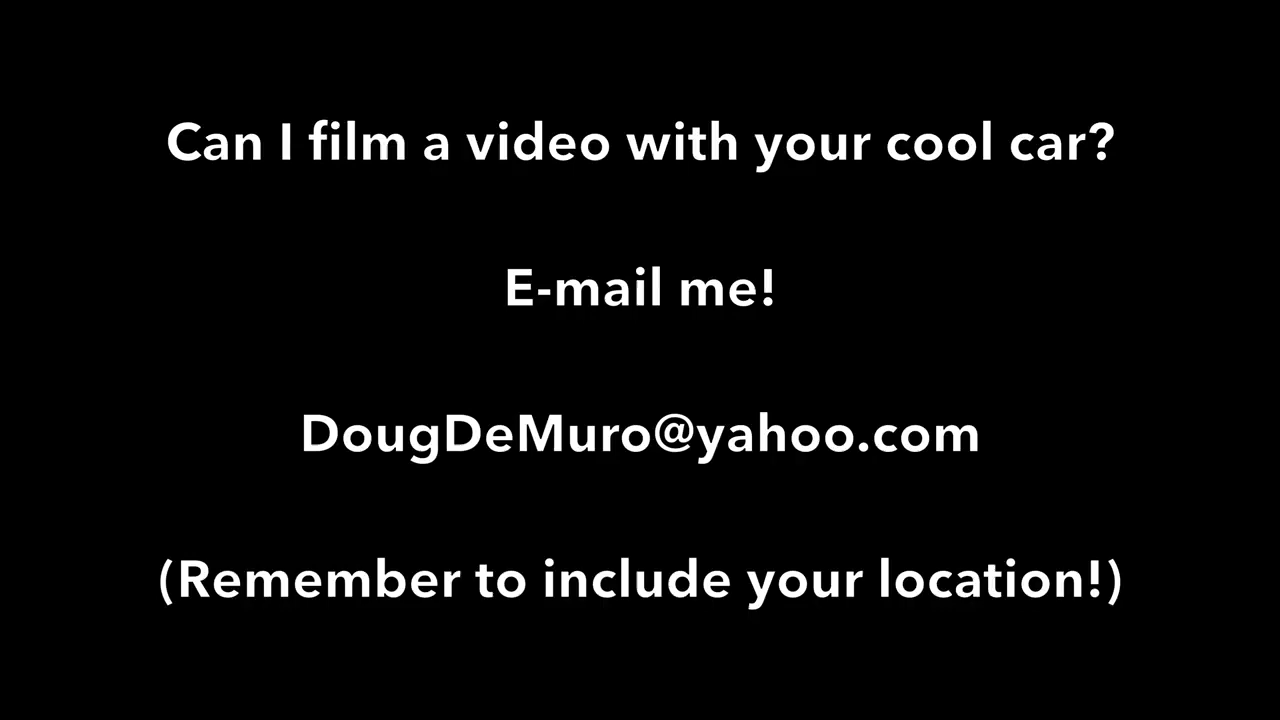 Can I film a video with your cool car?
E-mail me!
DougDeMuro@yahoo.com
(Remember to include your location!)